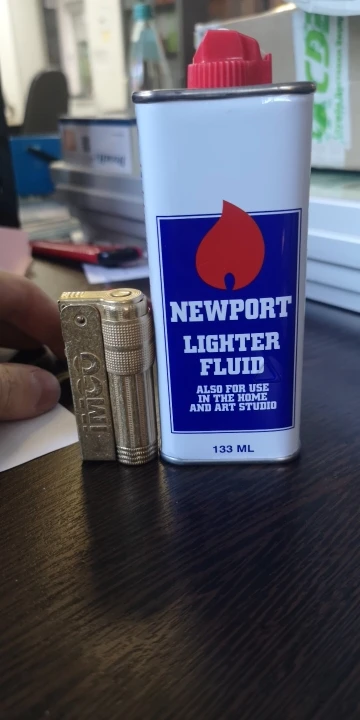 NEWPORT
LIGHTER
FLUID
ALSO FOR USE
IN THE HOME
AND ART STUDIO
133 ML
IMCO